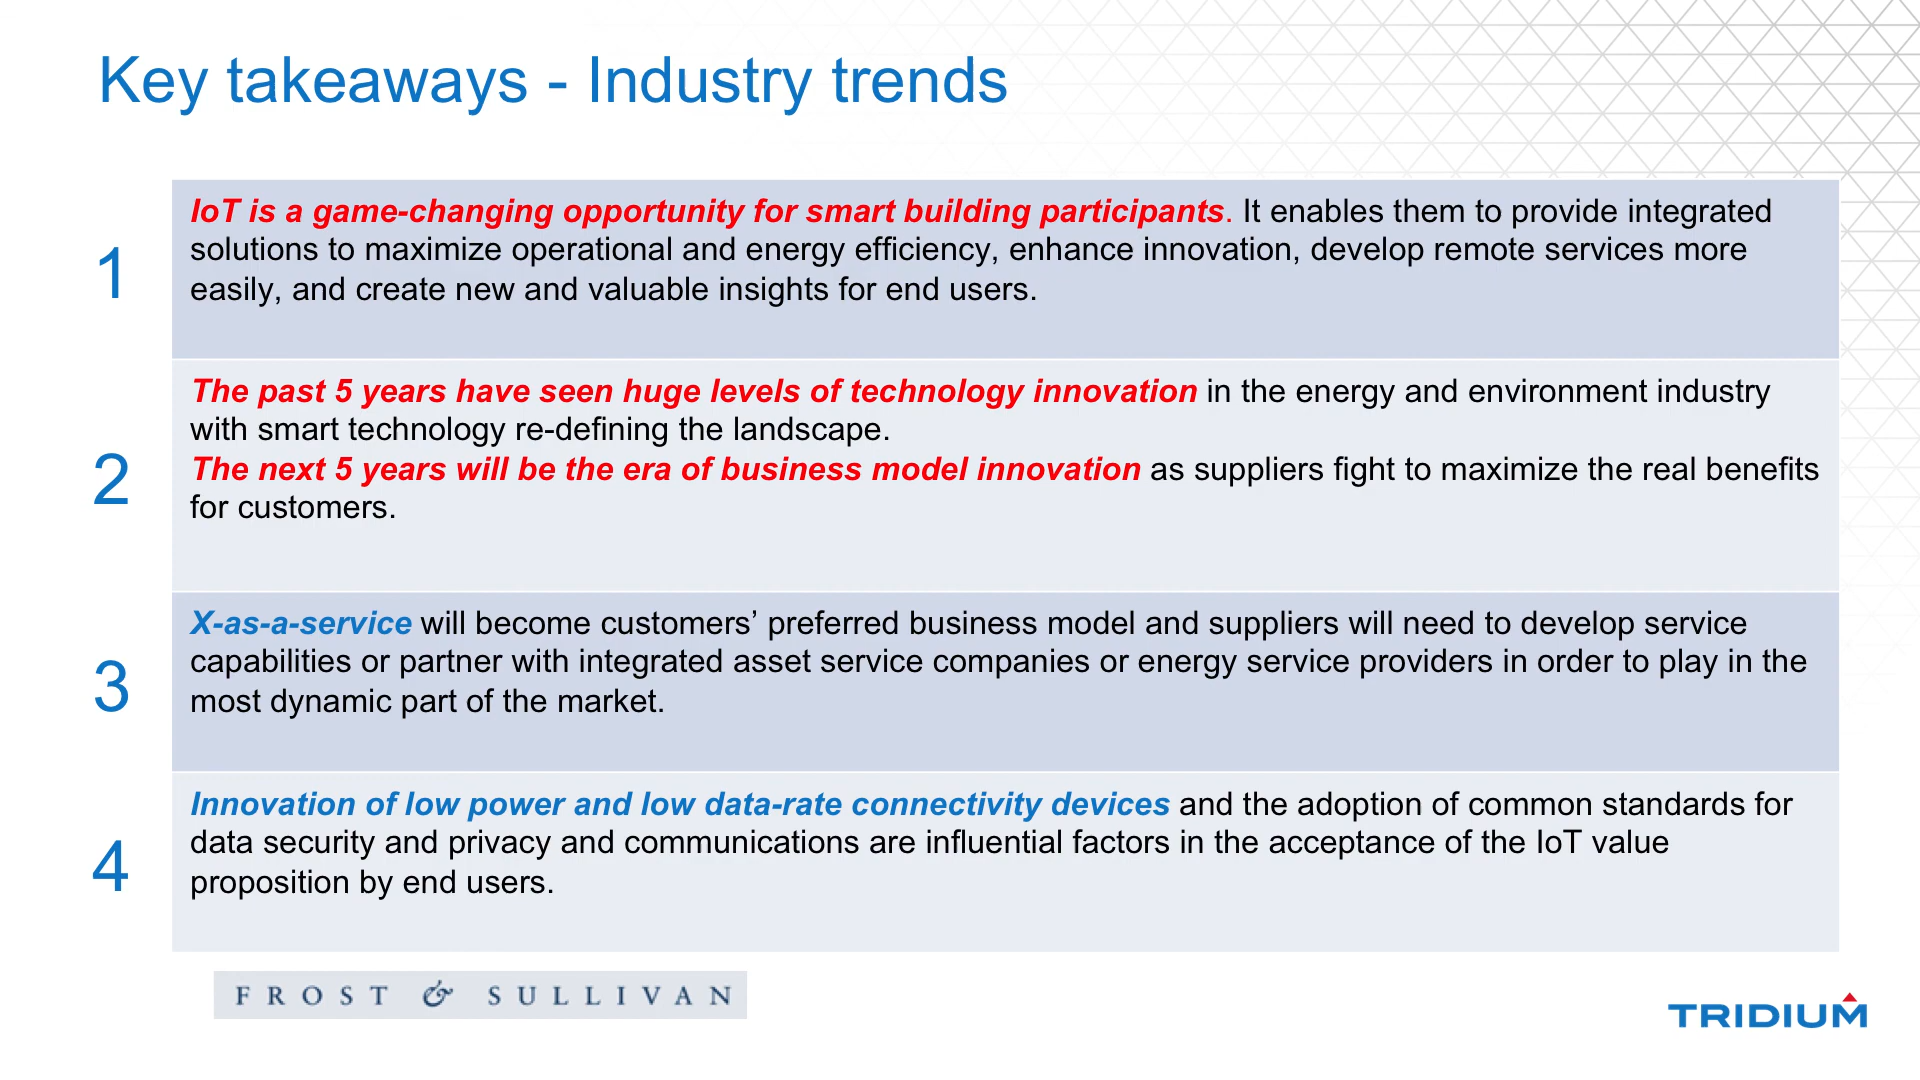 Key takeaways - Industry trends
1
IoT is a game-changing opportunity for smart building participants. It enables them to provide integrated
solutions to maximize operational and energy efficiency, enhance innovation, develop remote services more
easily, and create new and valuable insights for end users.
2
The past 5 years have seen huge levels of technology innovation in the energy and environment industry
with smart technology re-defining the landscape.
The next 5 years will be the era of business model innovation as suppliers fight to maximize the real benefits
for customers.
3
X-as-a-service will become customers’ preferred business model and suppliers will need to develop service
capabilities or partner with integrated asset service companies or energy service providers in order to play in the
most dynamic part of the market.
4
Innovation of low power and low data-rate connectivity devices and the adoption of common standards for
data security and privacy and communications are influential factors in the acceptance of the IoT value
proposition by end users.
FROST & SULLIVAN
TRIDIUM